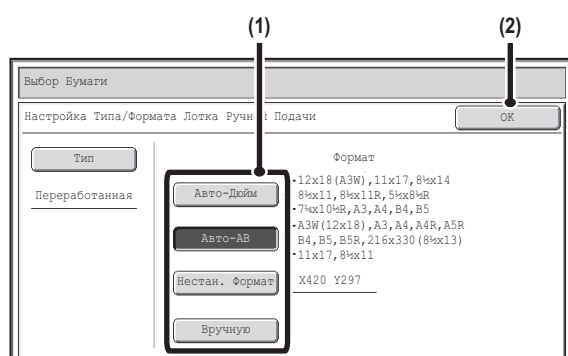 (1) (2)
Выбор Бумаги
Настройка Типа/Формата Лотка Ручной Подачи OK
Тип
Переработанная
Формат
Авто-Дюйм
•12x18(A3W),11x17,8½x14
8½x11,8½x11R,5½x8½R
•7¼x10½R,A3,A4,B4,B5
Авто-AB
•A3W(12x18),A3,A4,A4R,A5R
B4,B5,B5R,216x330(8½x13)
•11x17,8½x11
Нестан. Формат X420 Y297
Вручную